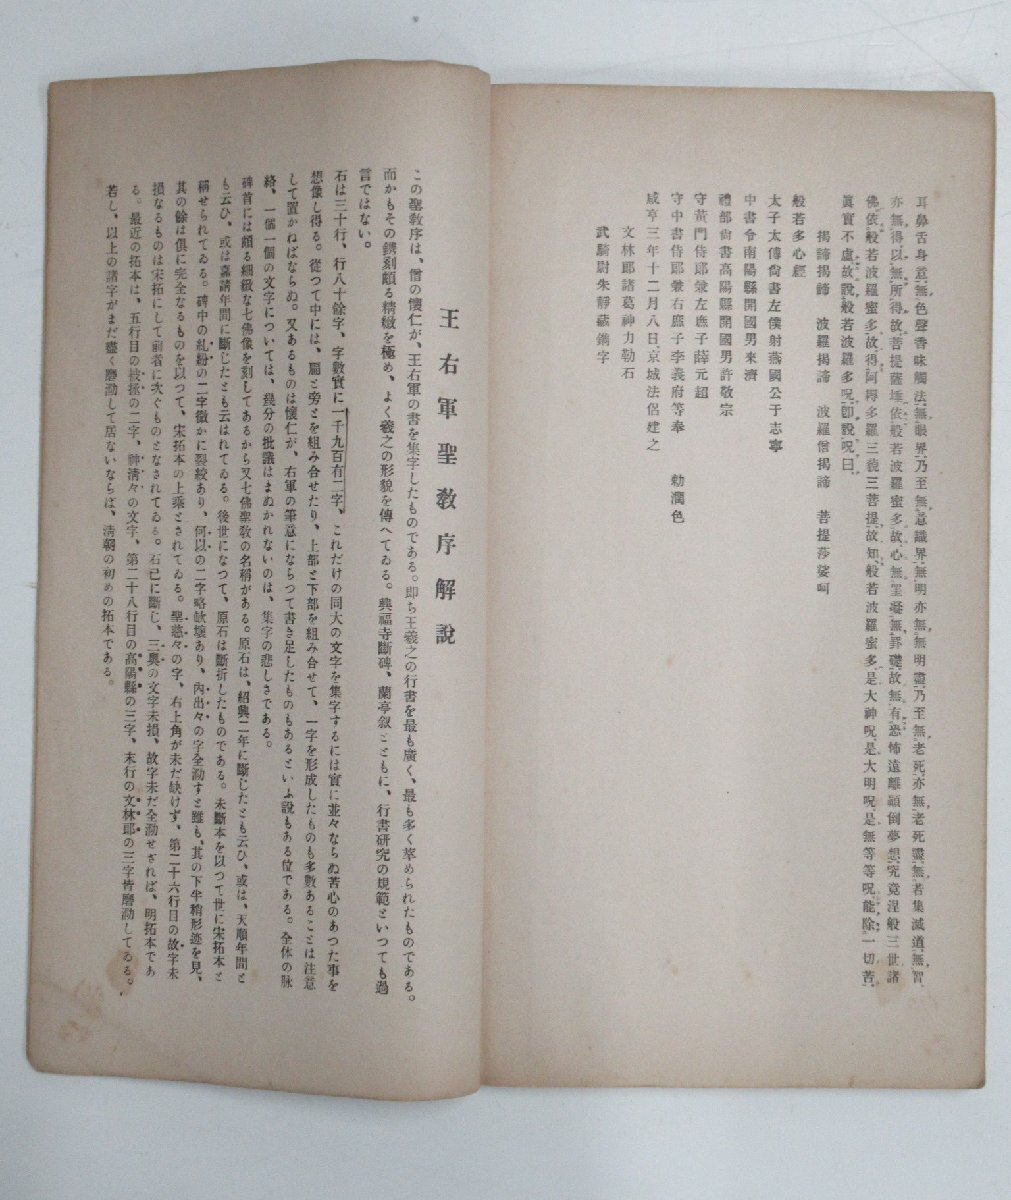 耳鼻舌身意、無色聲香味觸法、無眼界、乃至無意識界、無明亦無無明盡、乃至無老死、亦無老死盡、無若集滅道、無智
亦無得、以無所得故、菩提薩埵、依般若波羅蜜多故、心無罣礙、無罫礙故、無有恐怖、遠離顚倒夢想、究竟涅般三世諸
佛、依般若波羅蜜多、故得阿耨多羅三藐三菩提、故知、般若波羅蜜多、是大神呪、是大明呪、是無等等呪、能除一切苦、
眞實不虛、故說般若波羅多呪、卽說呪曰、
揭諦揭諦　波羅揭諦　波羅僧揭諦　菩提莎娑呵
般若多心經
太子太傅尙書左僕射燕國公于志寧
中書令南陽縣開國男來濟
禮部尙書高陽縣開國男許敬宗
守黃門侍郎兼左庶子薛元超
守中書侍郎兼右庶子李義府等奉　勅潤色
咸亨三年十二月八日、京城法侶建之
文林郎諸葛神力勒石
武騎尉朱靜藏鐫字
王右軍聖敎序解說
この聖敎序は、僧の懷仁が、王右軍の書を集字したものである。卽ち王羲之の行書を最も廣く、最も多く萃められたものである。
而かもその鐫刻頗る精緻を極め、よく羲之の形貌を傳へてゐる。興福寺斷碑、蘭亭叙とともに、行書硏究の規範といつても過
言ではない。
石は三十行、行八十餘字、字數實に一千九百有二字、これだけの同大の文字を集字するには實に並々ならぬ苦心のあつた事を
想像し得る。從つて中には、扁と旁とを組み合せたり、上部と下部を組み合せて、一字を形成したものも多數あることは注意
して置かねばならぬ。又あるものは懷仁が、右軍の筆意にならつて書き足したものもあるといふ說もある位である。全体の脉
絡、一個一個の文字については、幾分の批議はまぬかれないのは、集字の悲しさである。
碑首には頗る細緻な七佛像を刻してあるから又七佛聖敎の名稱がある。原石は、紹興二年に斷じたとも云ひ、或は、天順年間と
も云ひ、或は嘉靖年間に斷じたとも云はれてゐる。後世になつて、原石は斷折したものである。未斷本を以つて世に宋拓本と
稱せられてゐる。碑中の糺紛の二字微かに裂紋あり、何以の二字略缺壞あり、內出々の字全泐すと雖も、其の下半稍形迹を見、
其の餘は俱に完全なるものを以つて、宋拓本の上乘とされてゐる。聖慈々の字、右上角が未だ缺けず、第二十六行目の故字未
損なるものは宋拓にして前者に次ぐものとなされてゐる。石已に斷じ、三奧の文字未損、故字未だ全泐せざれば、明拓本であ
る。最近の拓本は、五行目の被拯の二字、神淸々の文字、第二十八行目の高陽縣の三字、末行の文林郎の三字皆磨泐してゐる。
若し、以上の諸字がまだ盡く磨泐して居ないならば、淸朝の初めの拓本である。